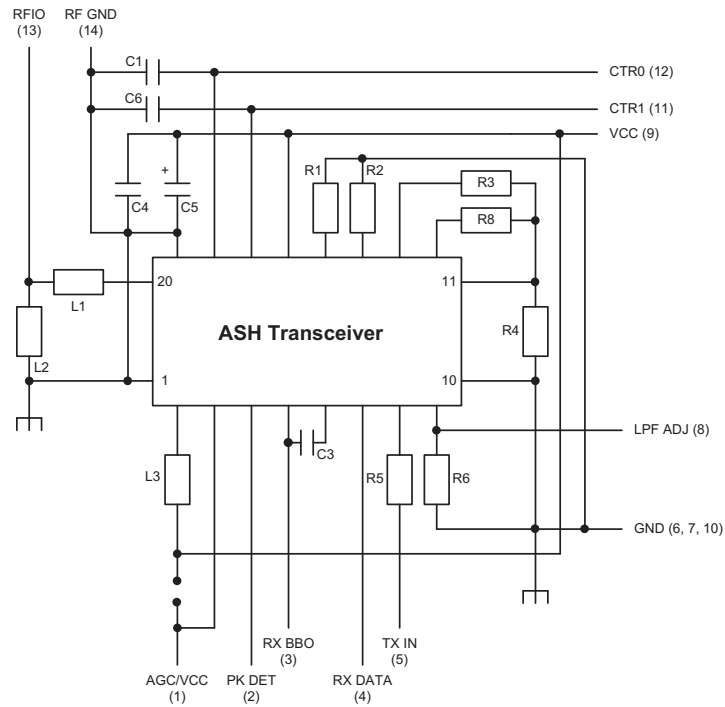 RFIO
(13)
RF GND
(14)
C1
CTR0 (12)
C6
CTR1 (11)
VCC (9)
+
C4
C5
R1
R2
R3
R8
L1
20
11
ASH Transceiver
R4
L2
1
10
LPF ADJ (8)
L3
C3
R5
R6
GND (6, 7, 10)
RX BBO
(3)
TX IN
(5)
AGC/VCC
(1)
PK DET
(2)
RX DATA
(4)